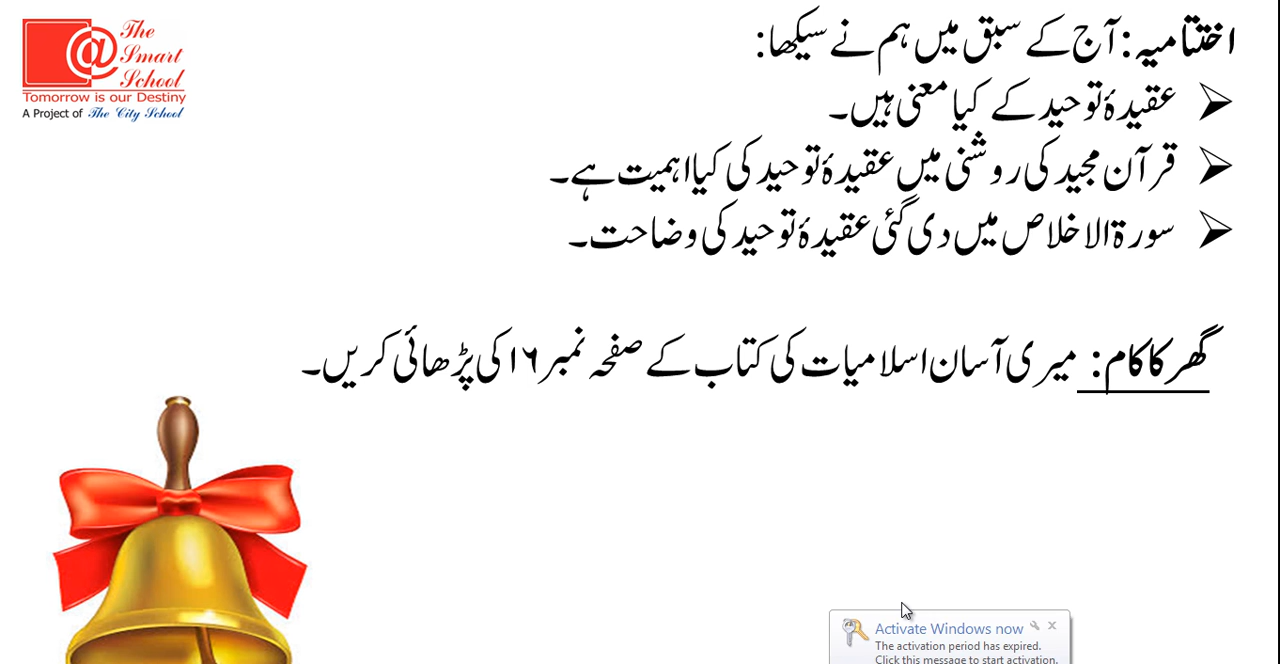 The
Smart
School
Tomorrow is our Destiny
A Project of The City School
اختتامیہ: آج کے سبق میں ہم نے سیکھا:
عقیدۂ توحید کے کیا معنی ہیں۔
قرآن مجید کی روشنی میں عقیدۂ توحید کی کیا اہمیت ہے۔
سورۃ الاخلاص میں دی گئی عقیدۂ توحید کی وضاحت۔
گھر کا کام: میری آسان اسلامیات کی کتاب کے صفحہ نمبر ۱۶ کی پڑھائی کریں۔
Activate Windows now
The activation period has expired.
Click this message to start activation.